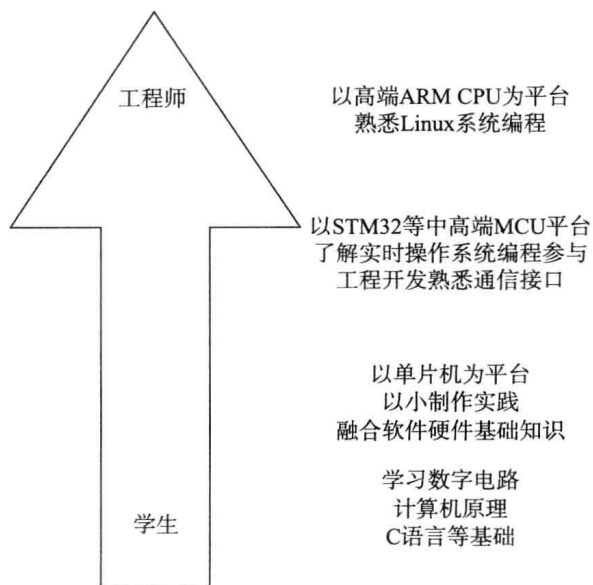 工程师
以高端ARM CPU为平台
熟悉Linux系统编程
以STM32等中高端MCU平台
了解实时操作系统编程参与
工程开发熟悉通信接口
以单片机为平台
以小制作实践
融合软件硬件基础知识
学习数字电路
计算机原理
C语言等基础
学生